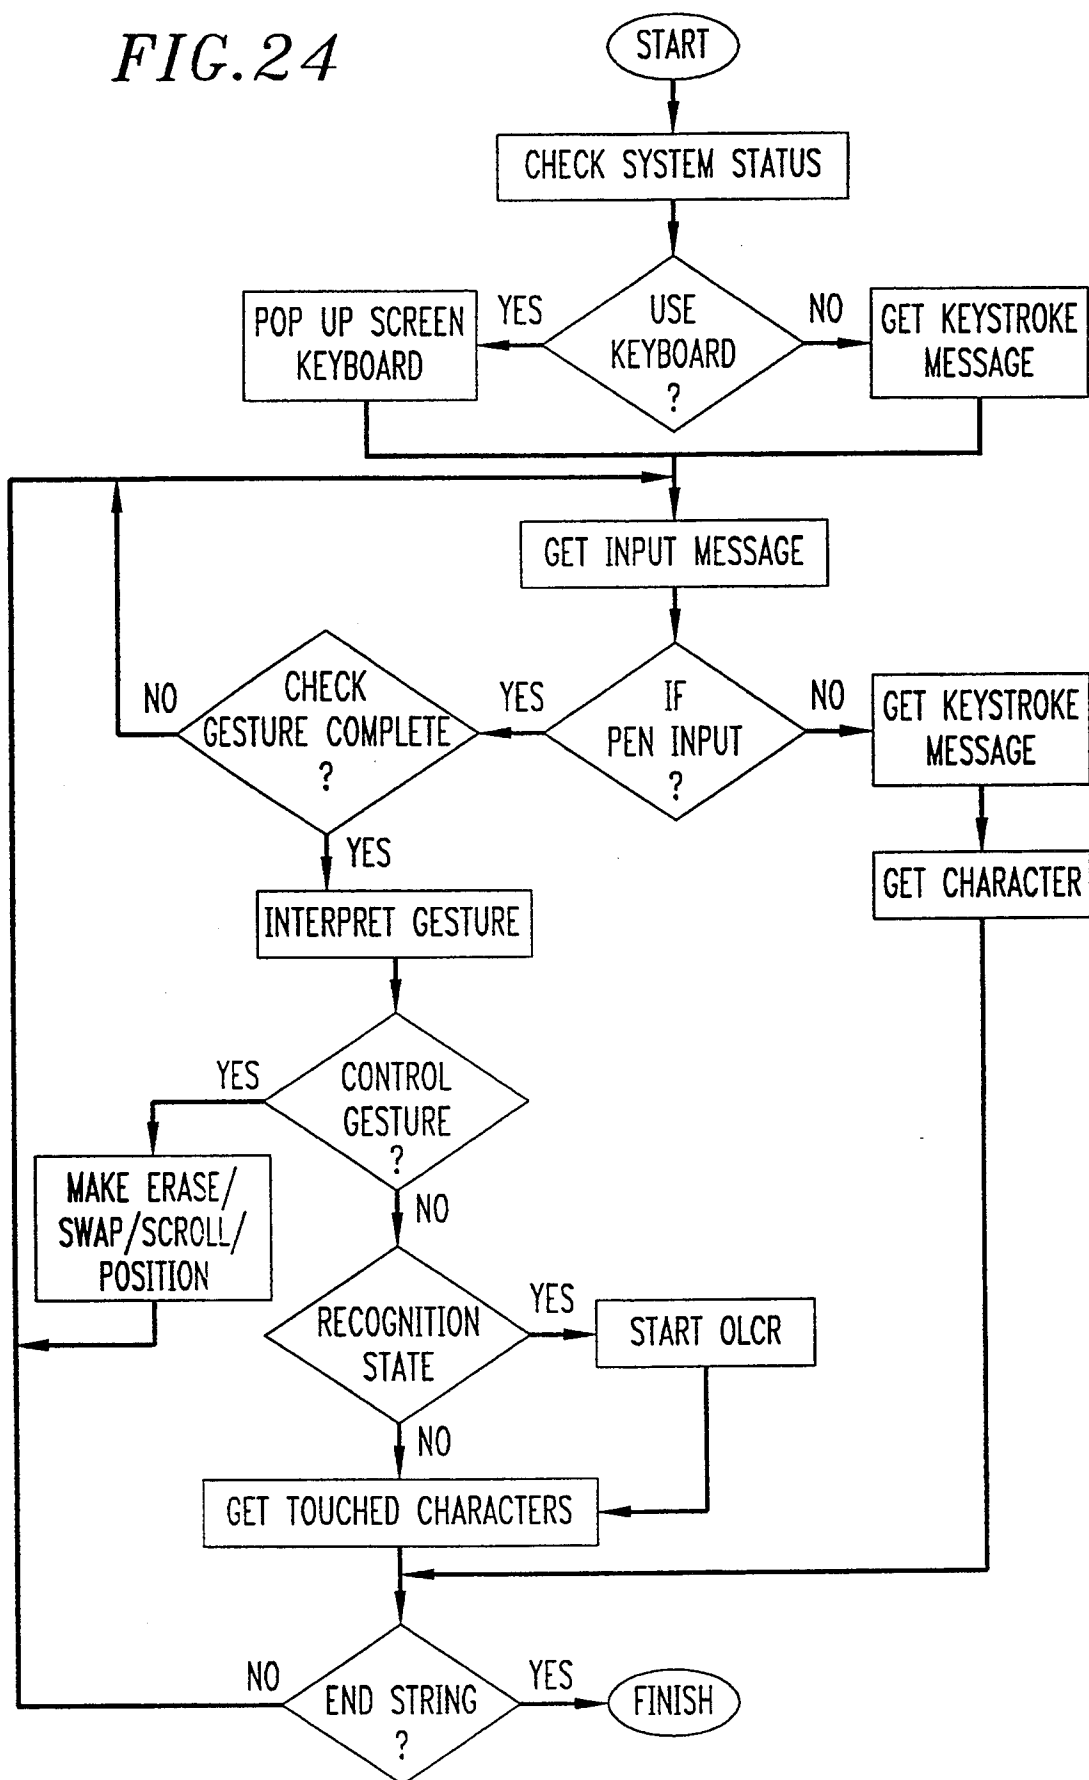 FIG.24
START
CHECK SYSTEM STATUS
YES
USE
KEYBOARD
?
NO
POP UP SCREEN
KEYBOARD
GET KEYSTROKE
MESSAGE
GET INPUT MESSAGE
NO
CHECK
GESTURE COMPLETE
?
YES
IF
PEN INPUT
?
NO
GET KEYSTROKE
MESSAGE
YES
GET CHARACTER
INTERPRET GESTURE
YES
CONTROL
GESTURE
?
MAKE ERASE/
SWAP/SCROLL/
POSITION
NO
RECOGNITION
STATE
YES
START OLCR
NO
GET TOUCHED CHARACTERS
NO
END STRING
?
YES
FINISH